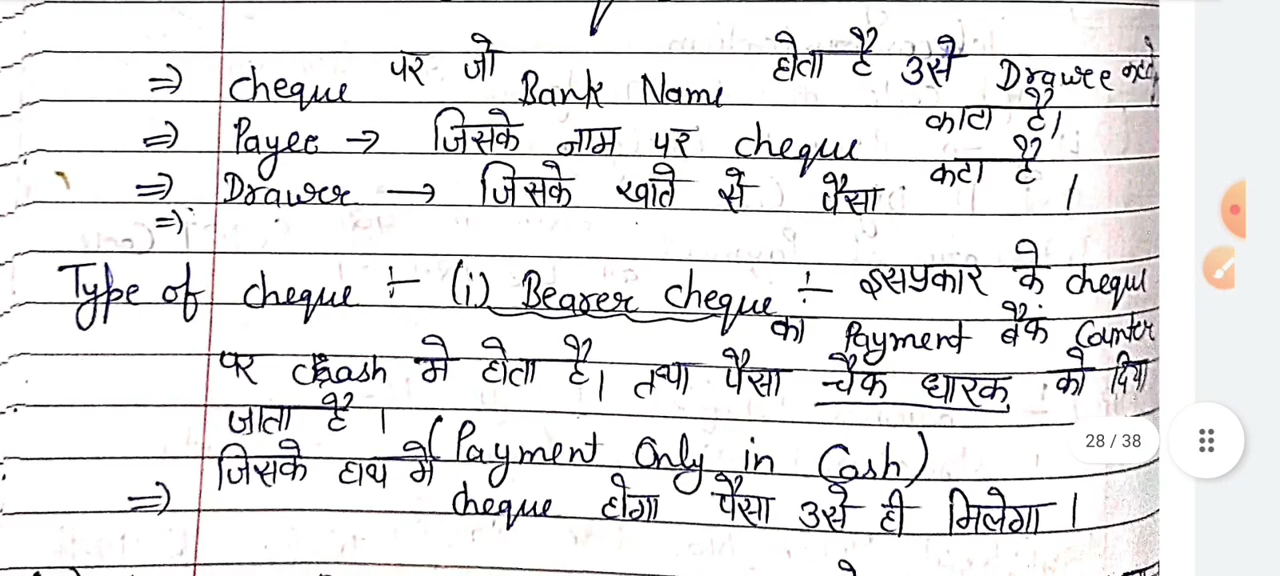 ⇒ cheque पर जो Bank Name होता है उसे Drawee कहते
⇒ Payee → जिसके नाम पर cheque काटा है।
⇒ Drawer → जिसके खाते से पैसा कटा है ।
⇒
Type of cheque ÷ (i) Bearer cheque ÷ इसप्रकार के cheque
का Payment बैंक Counter
पर cash मे होता है। तथा पैसा चैक धारक को दिया
जाता है । (Payment Only in Cash)
⇒ जिसके हाथ मे cheque होगा पैसा उसे ही मिलेगा ।
28 / 38